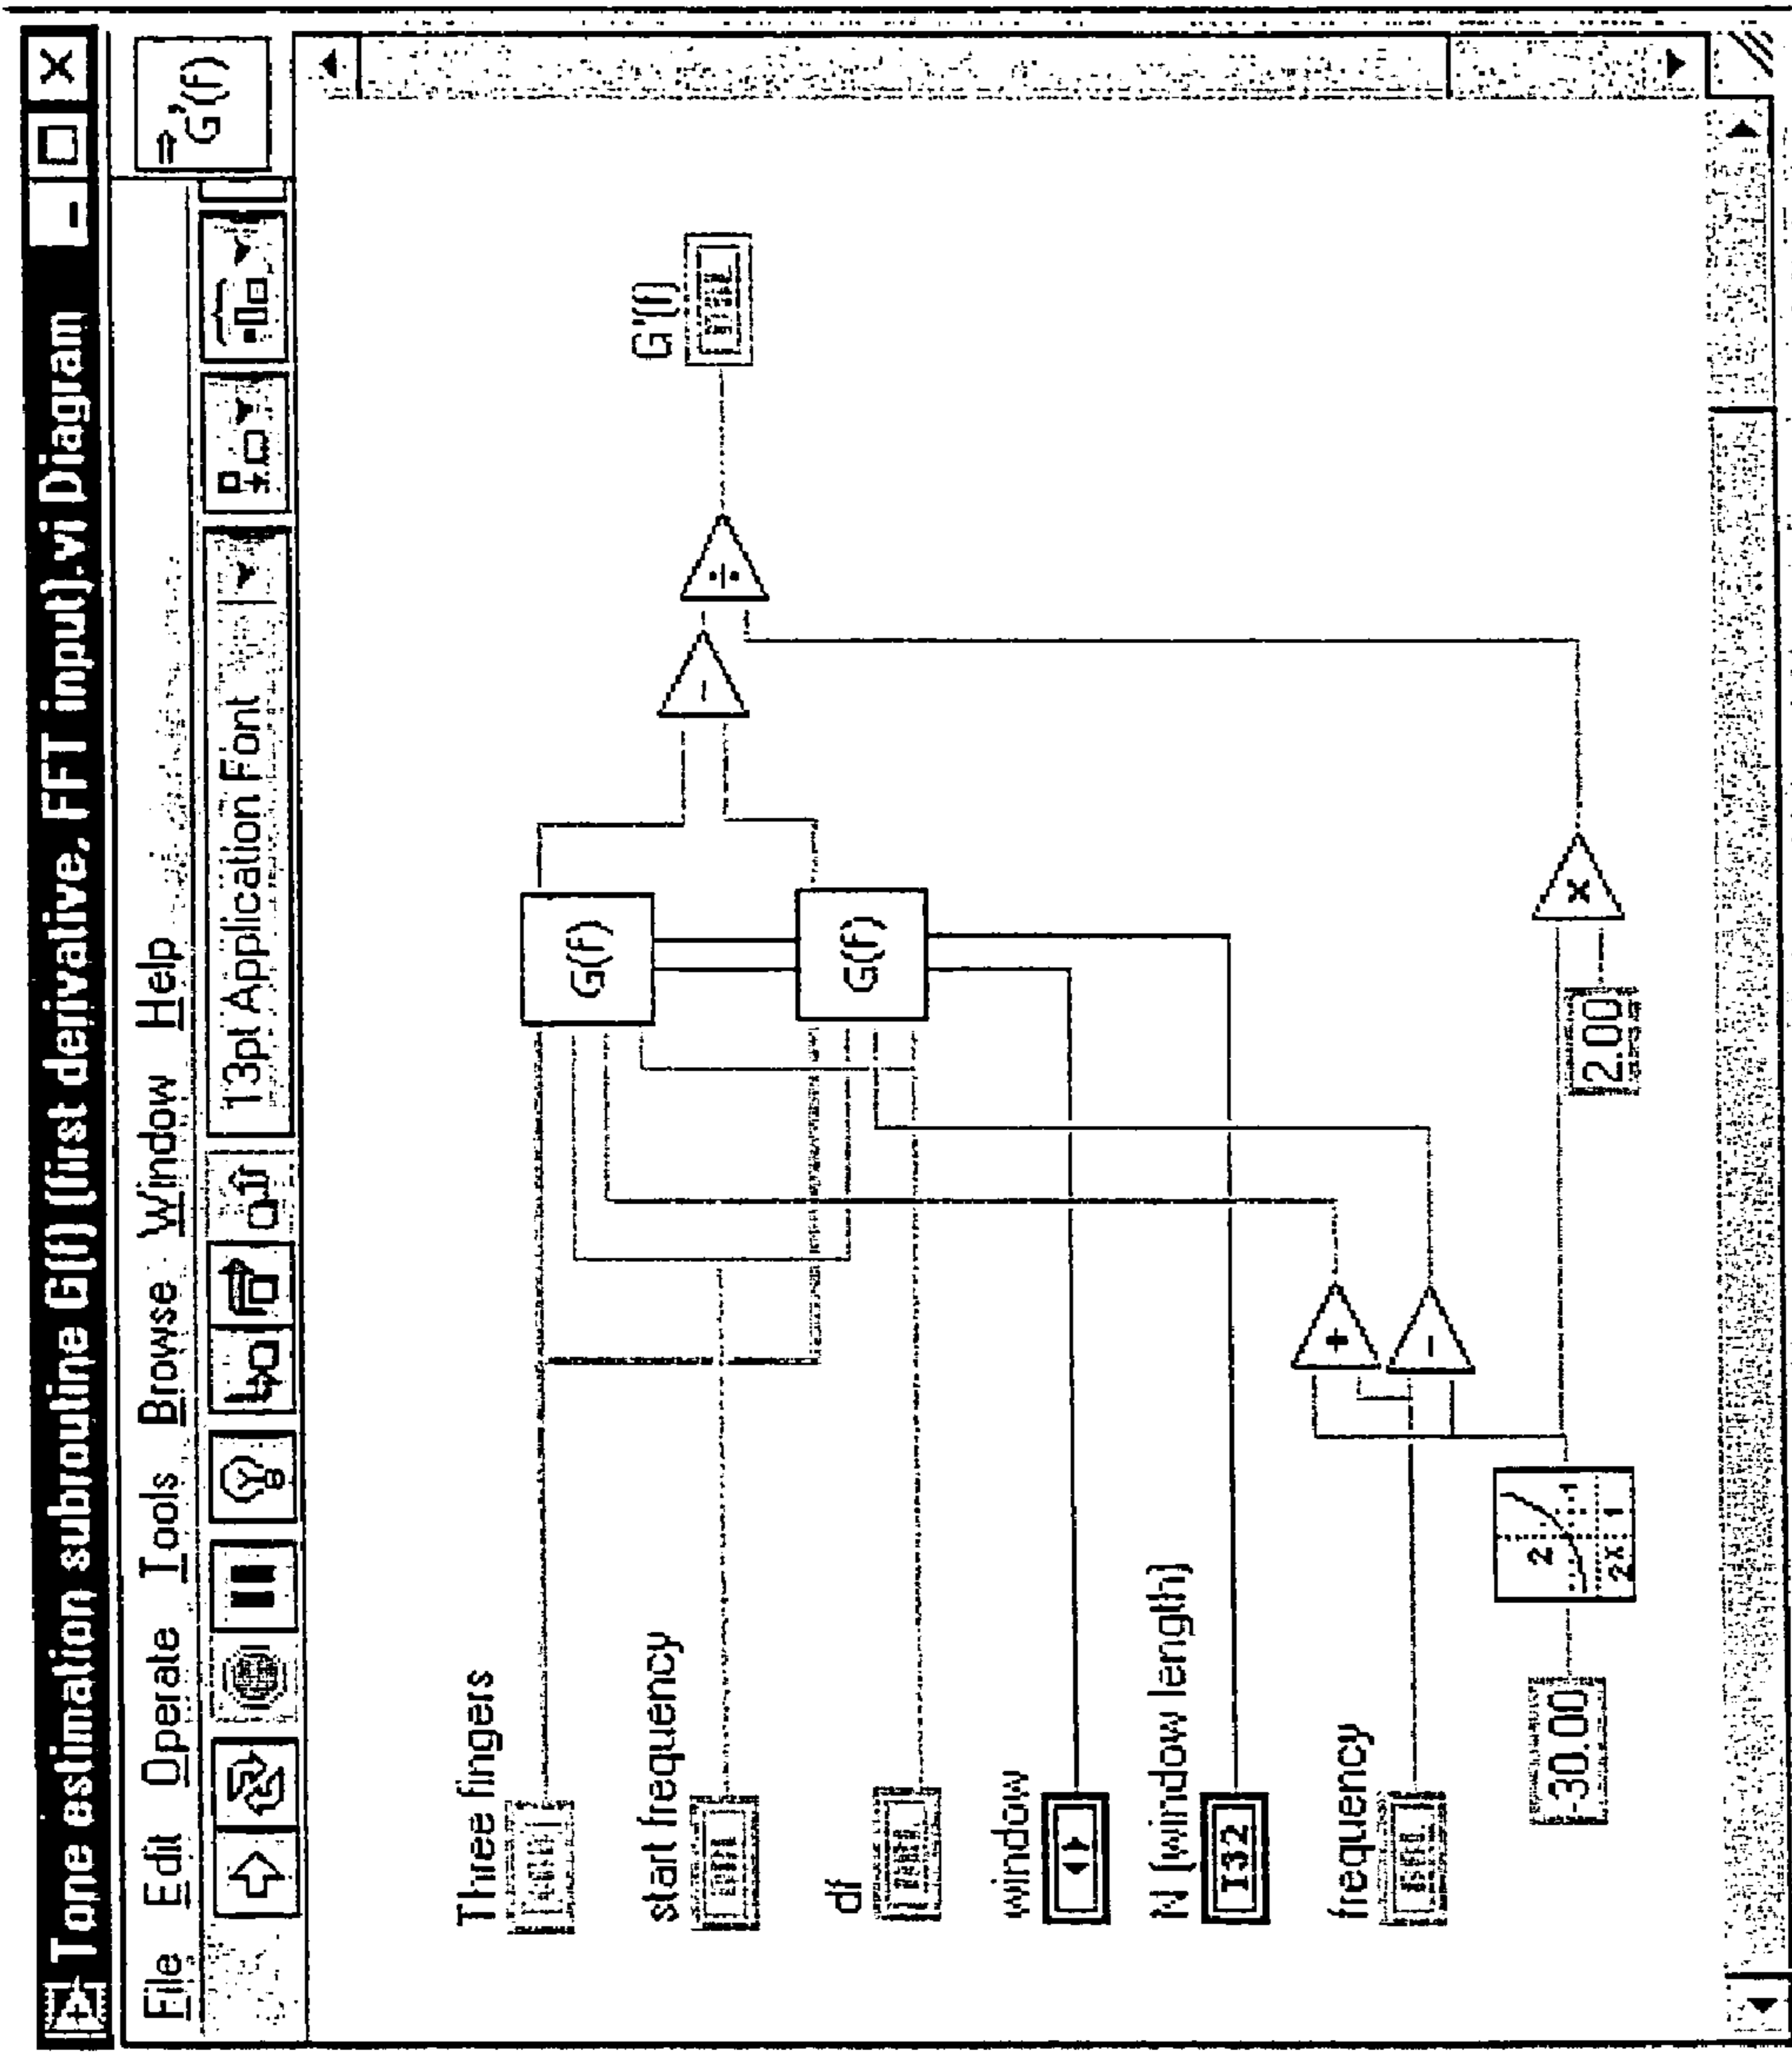 Tone estimation subroutine G(f) (first derivative, FFT input).vi Diagram
File Edit Operate Tools Browse Window Help
13pt Application Font
⇒
G'(f)
Three fingers
G(f)
G'(f)
start frequency
df
G(f)
window
N (window length)
I32
frequency
+
-
-30.00
2
1
2X 1
2.00
x